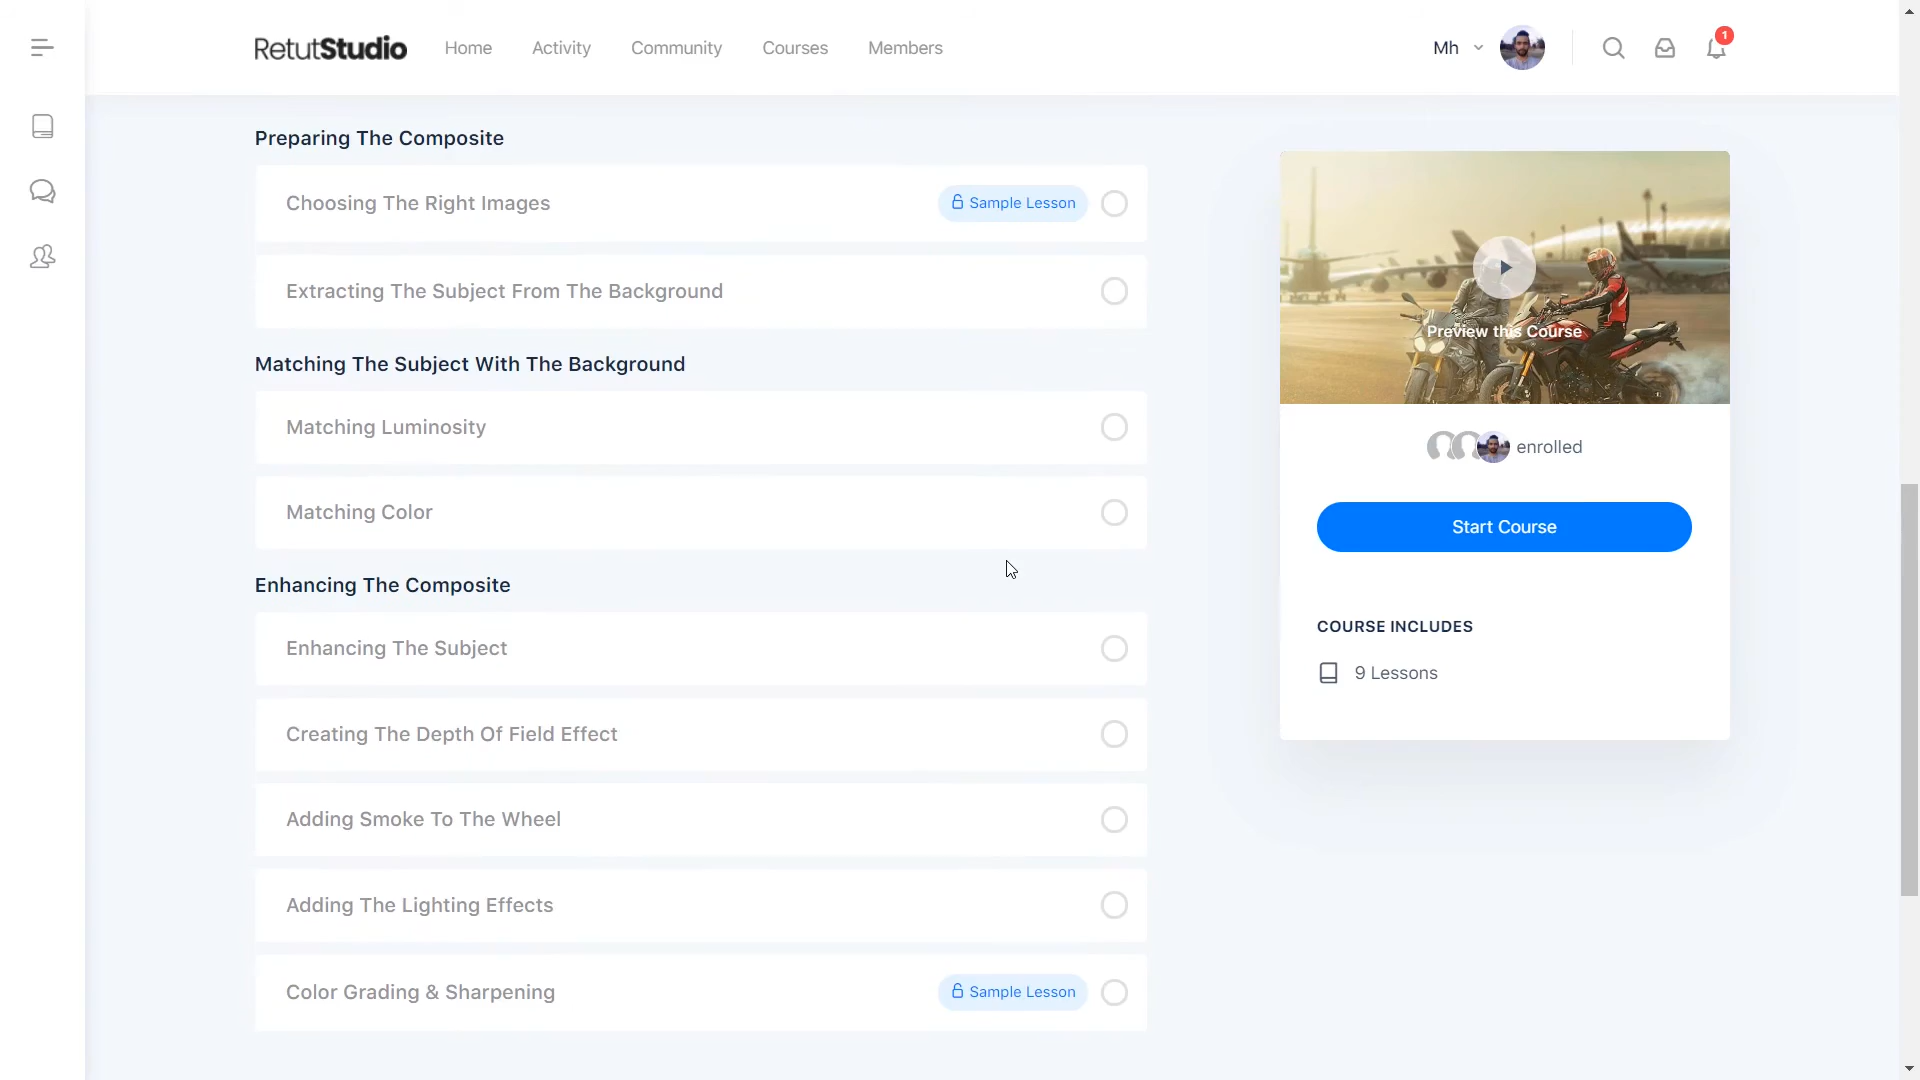 RetutStudio
Home
Activity
Community
Courses
Members
Mh
1
Preparing The Composite
Choosing The Right Images
Sample Lesson
Extracting The Subject From The Background
Matching The Subject With The Background
Matching Luminosity
Matching Color
Enhancing The Composite
Enhancing The Subject
Creating The Depth Of Field Effect
Adding Smoke To The Wheel
Adding The Lighting Effects
Color Grading & Sharpening
Sample Lesson
Preview this Course
enrolled
Start Course
COURSE INCLUDES
9 Lessons